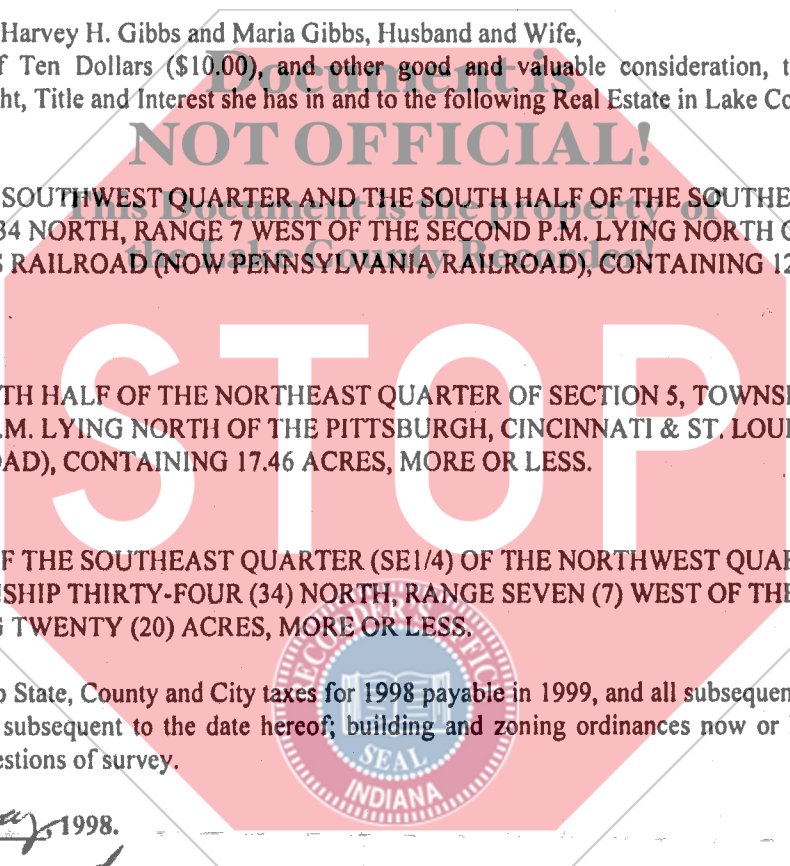 Harvey H. Gibbs and Maria Gibbs, Husband and Wife,
f Ten Dollars ($10.00), and other good and valuable consideration, t
Document is
ht, Title and Interest she has in and to the following Real Estate in Lake Co
NOT OFFICIAL!
SOUTHWEST QUARTER AND THE SOUTH HALF OF THE SOUTHE
This Document is the property of
34 NORTH, RANGE 7 WEST OF THE SECOND P.M. LYING NORTH
the Lake County Recorder!
S RAILROAD (NOW PENNSYLVANIA RAILROAD), CONTAINING 12
STOP
TH HALF OF THE NORTHEAST QUARTER OF SECTION 5, TOWNS
.M. LYING NORTH OF THE PITTSBURGH, CINCINNATI & ST. LOUI
OAD), CONTAINING 17.46 ACRES, MORE OR LESS.
F THE SOUTHEAST QUARTER (SE1/4) OF THE NORTHWEST QUA
SHIP THIRTY-FOUR (34) NORTH, RANGE SEVEN (7) WEST OF THE
G TWENTY (20) ACRES, MORE OR LESS.
RECORDER'S OFFICE
o State, County and City taxes for 1998 payable in 1999, and all subsequen
subsequent to the date hereof; building and zoning ordinances now or
estions of survey.
SEAL
INDIANA
1998.